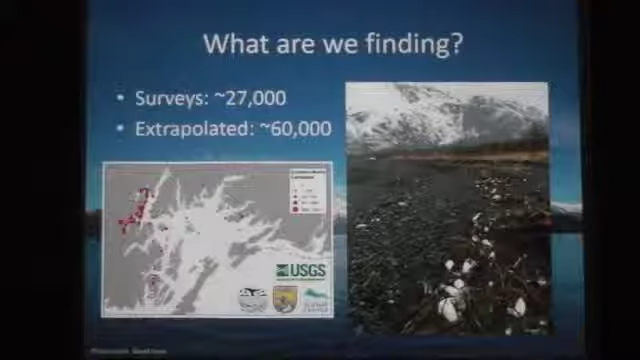 What are we finding?
• Surveys: ~27,000
• Extrapolated: ~60,000
USGS